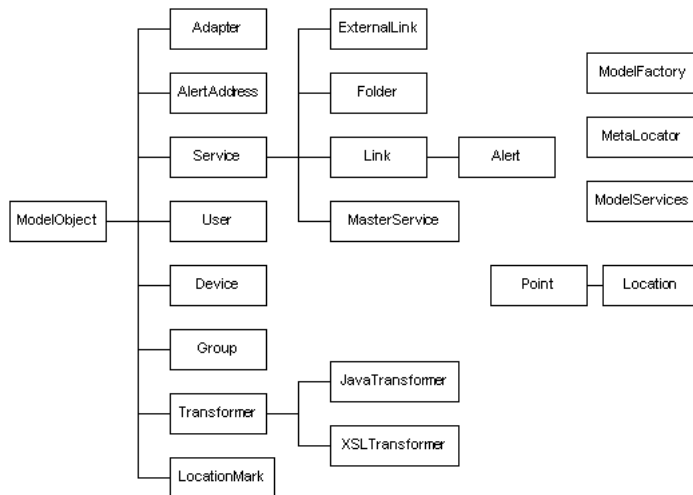 Adapter
ExternalLink
ModelFactory
AlertAddress
Folder
MetaLocator
Service
Link
Alert
ModelServices
ModelObject
User
MasterService
Device
Point
Location
Group
Transformer
JavaTransformer
XSLTransformer
LocationMark